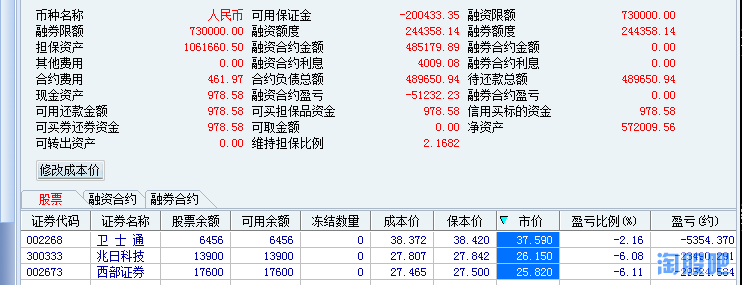 币种名称 人民币 可用保证金 -200433.35 融资限额 730000.00
融券限额 730000.00 融资额度 244358.14 融券额度 244358.14
担保资产 1061660.50 融资合约金额 485179.89 融券合约金额 0.00
其他费用 0.00 融资合约利息 4009.08 融券合约利息 0.00
合约费用 461.97 合约负债总额 489650.94 待还款总额 489650.94
现金资产 978.58 融资合约盈亏 -51232.23 融券合约盈亏 0.00
可用还款金额 978.58 可买担保品资金 978.58 信用买标的资金 978.58
可买券还券资金 978.58 可取金额 0.00 净资产 572009.56
可转出资产 0.00 维持担保比例 2.1682
修改成本价
股票 融资合约 融券合约
证券代码 证券名称 股票余额 可用余额 冻结数量 成本价 保本价 市价 盈亏比例(%) 盈亏(约)
002268 卫士通 6456 6456 0 38.372 38.420 37.590 -2.16 -5354.370
300333 兆日科技 13900 13900 0 27.807 27.842 26.150 -6.08 -23490.291
002673 西部证券 17600 17600 0 27.465 27.500 25.820 -6.11
淘股吧